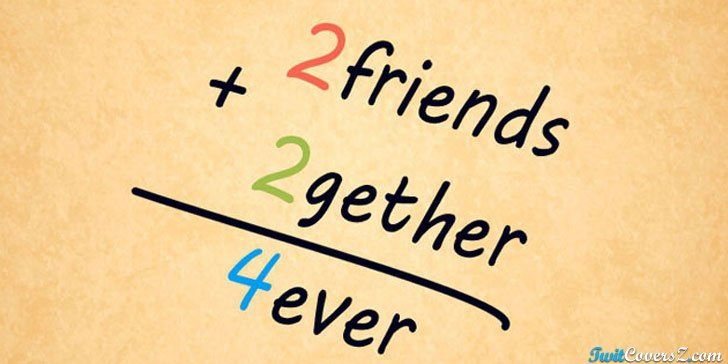 2friends
+ 2gether
4ever
TwitCoversZ.com